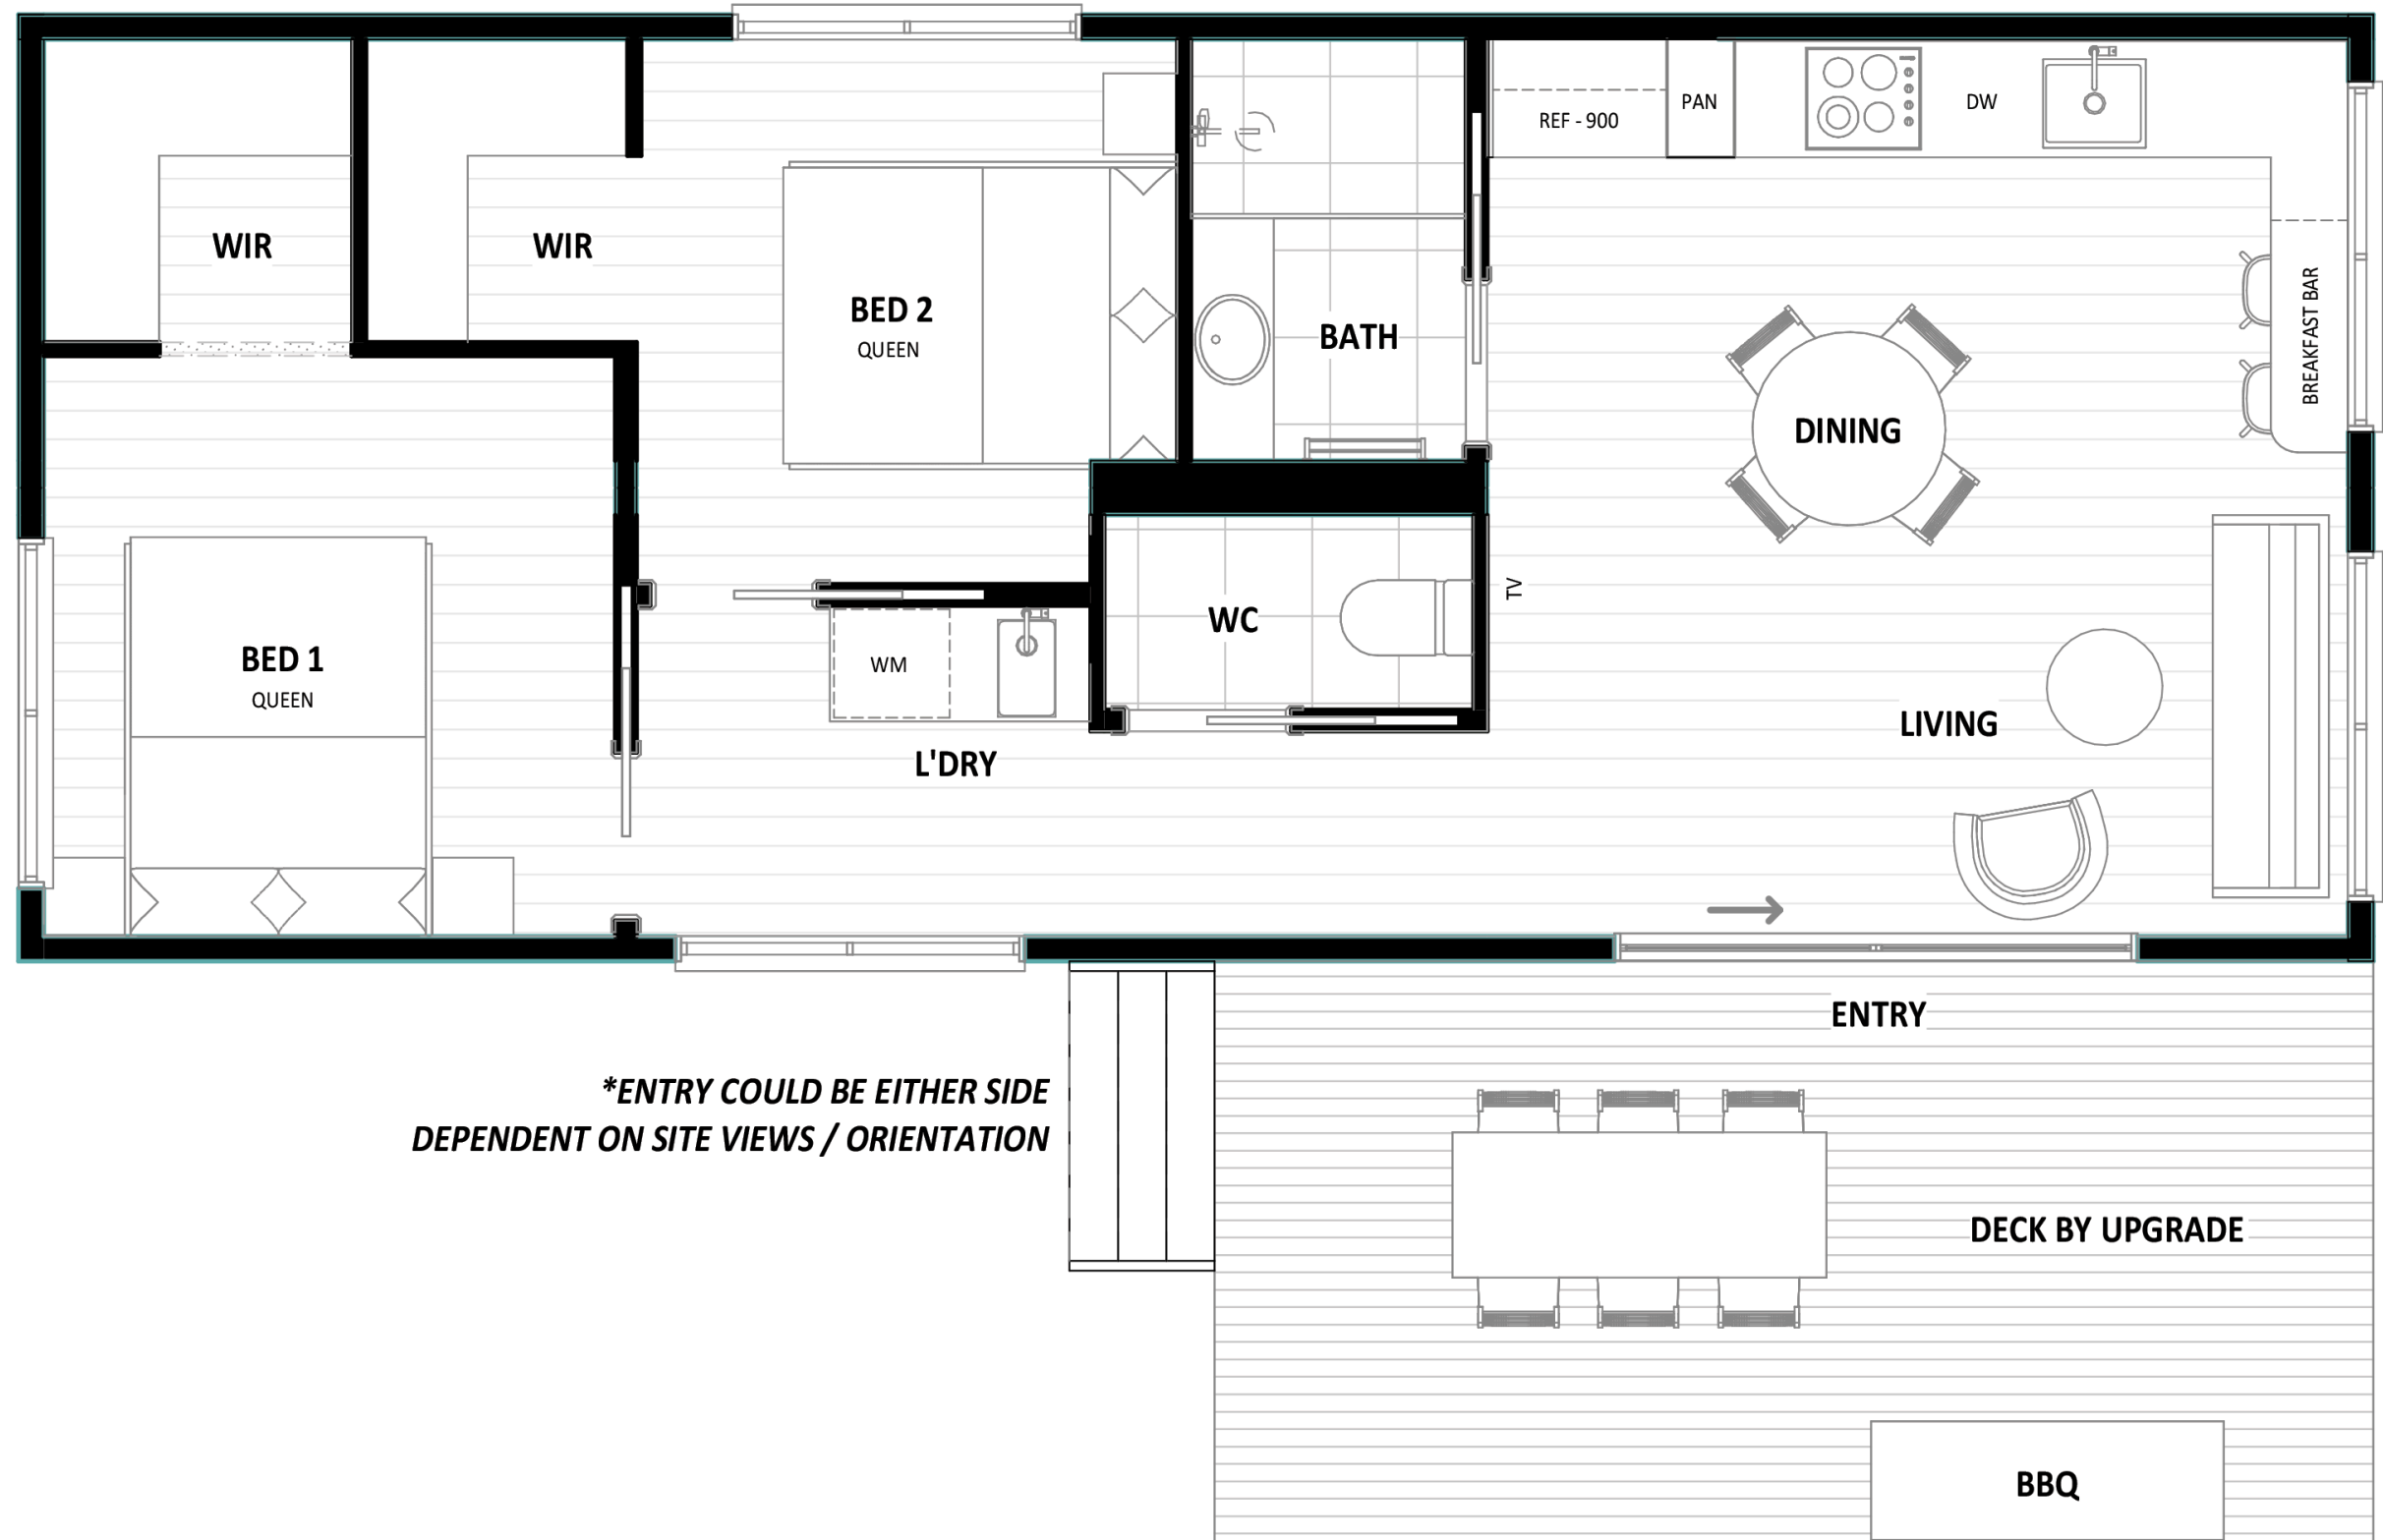 REF - 900
PAN
DW
WIR
WIR
BED 2
QUEEN
BATH
BREAKFAST BAR
DINING
TV
WC
BED 1
QUEEN
WM
L'DRY
LIVING
ENTRY
*ENTRY COULD BE EITHER SIDE
DEPENDENT ON SITE VIEWS / ORIENTATION
DECK BY UPGRADE
BBQ